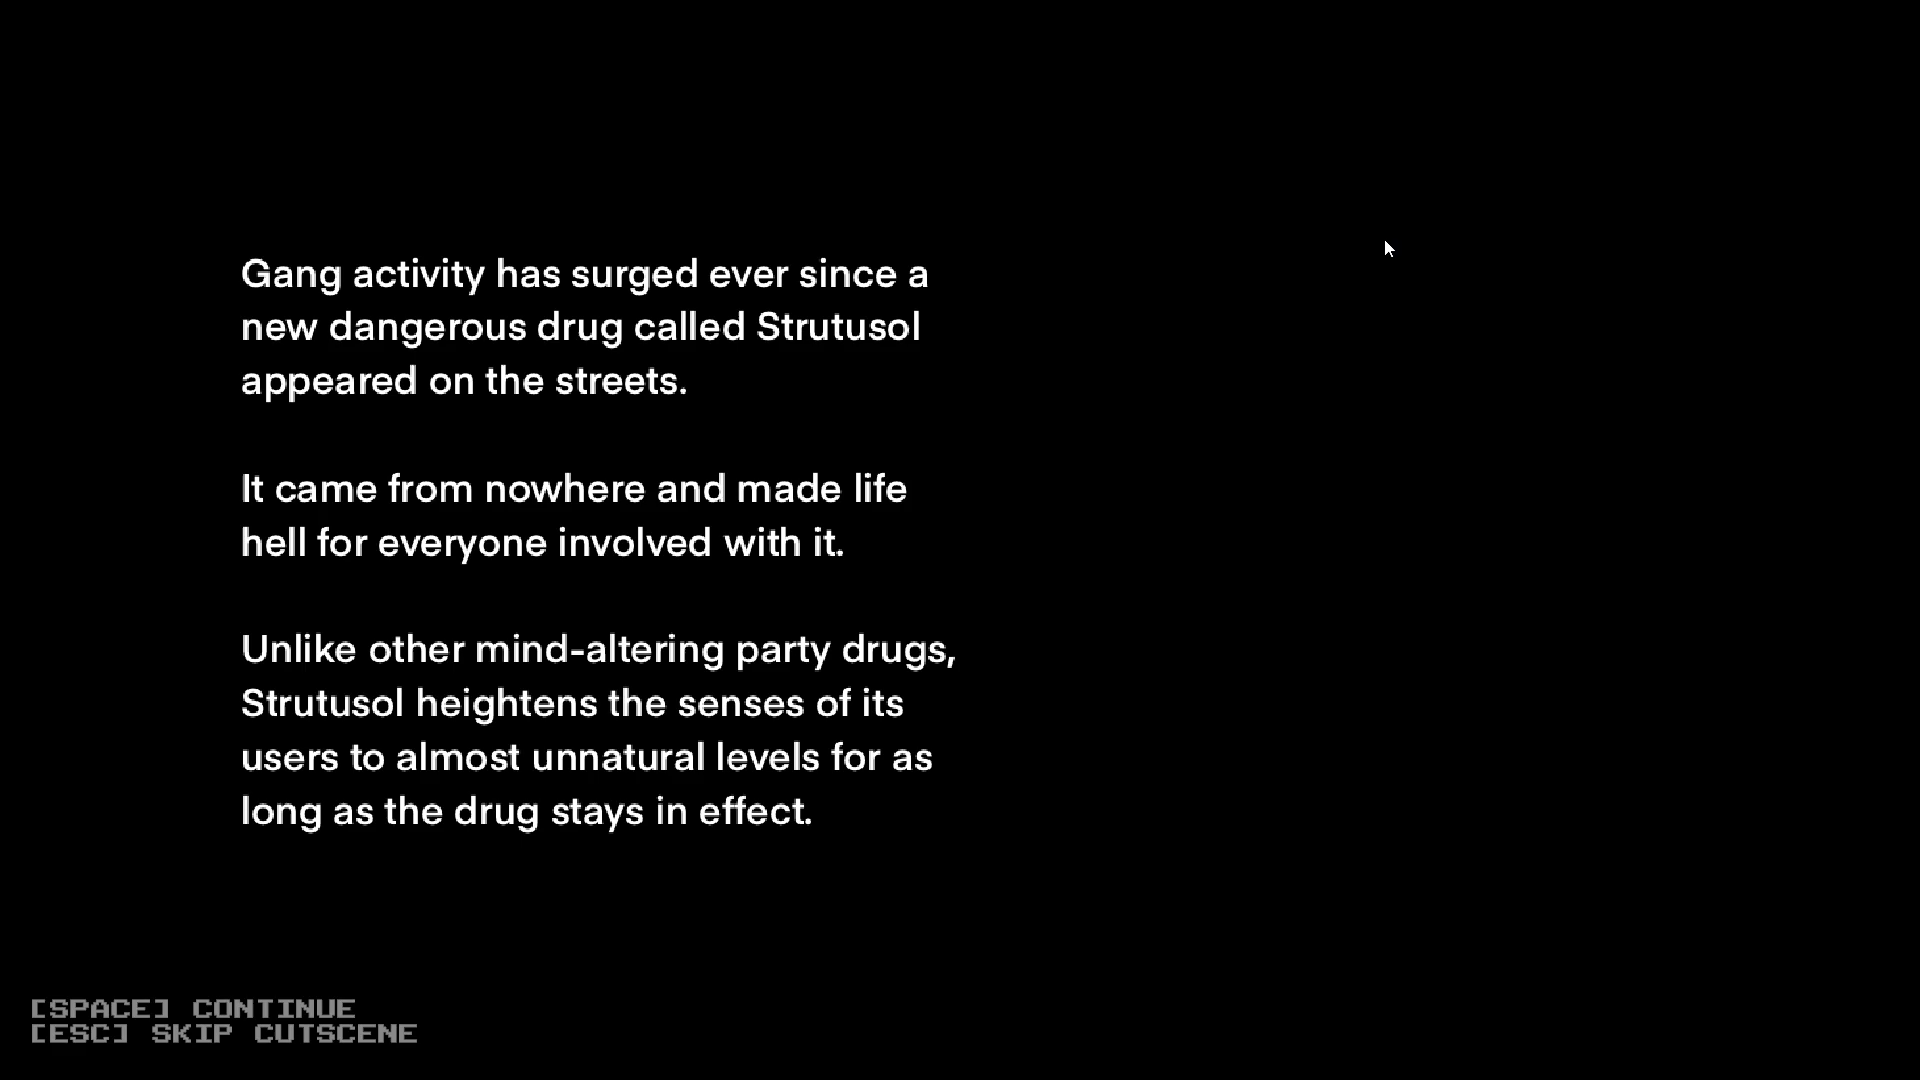 Gang activity has surged ever since a
new dangerous drug called Strutusol
appeared on the streets.
It came from nowhere and made life
hell for everyone involved with it.
Unlike other mind-altering party drugs,
Strutusol heightens the senses of its
users to almost unnatural levels for as
long as the drug stays in effect.
[SPACE] CONTINUE
[ESC] SKIP CUTSCENE